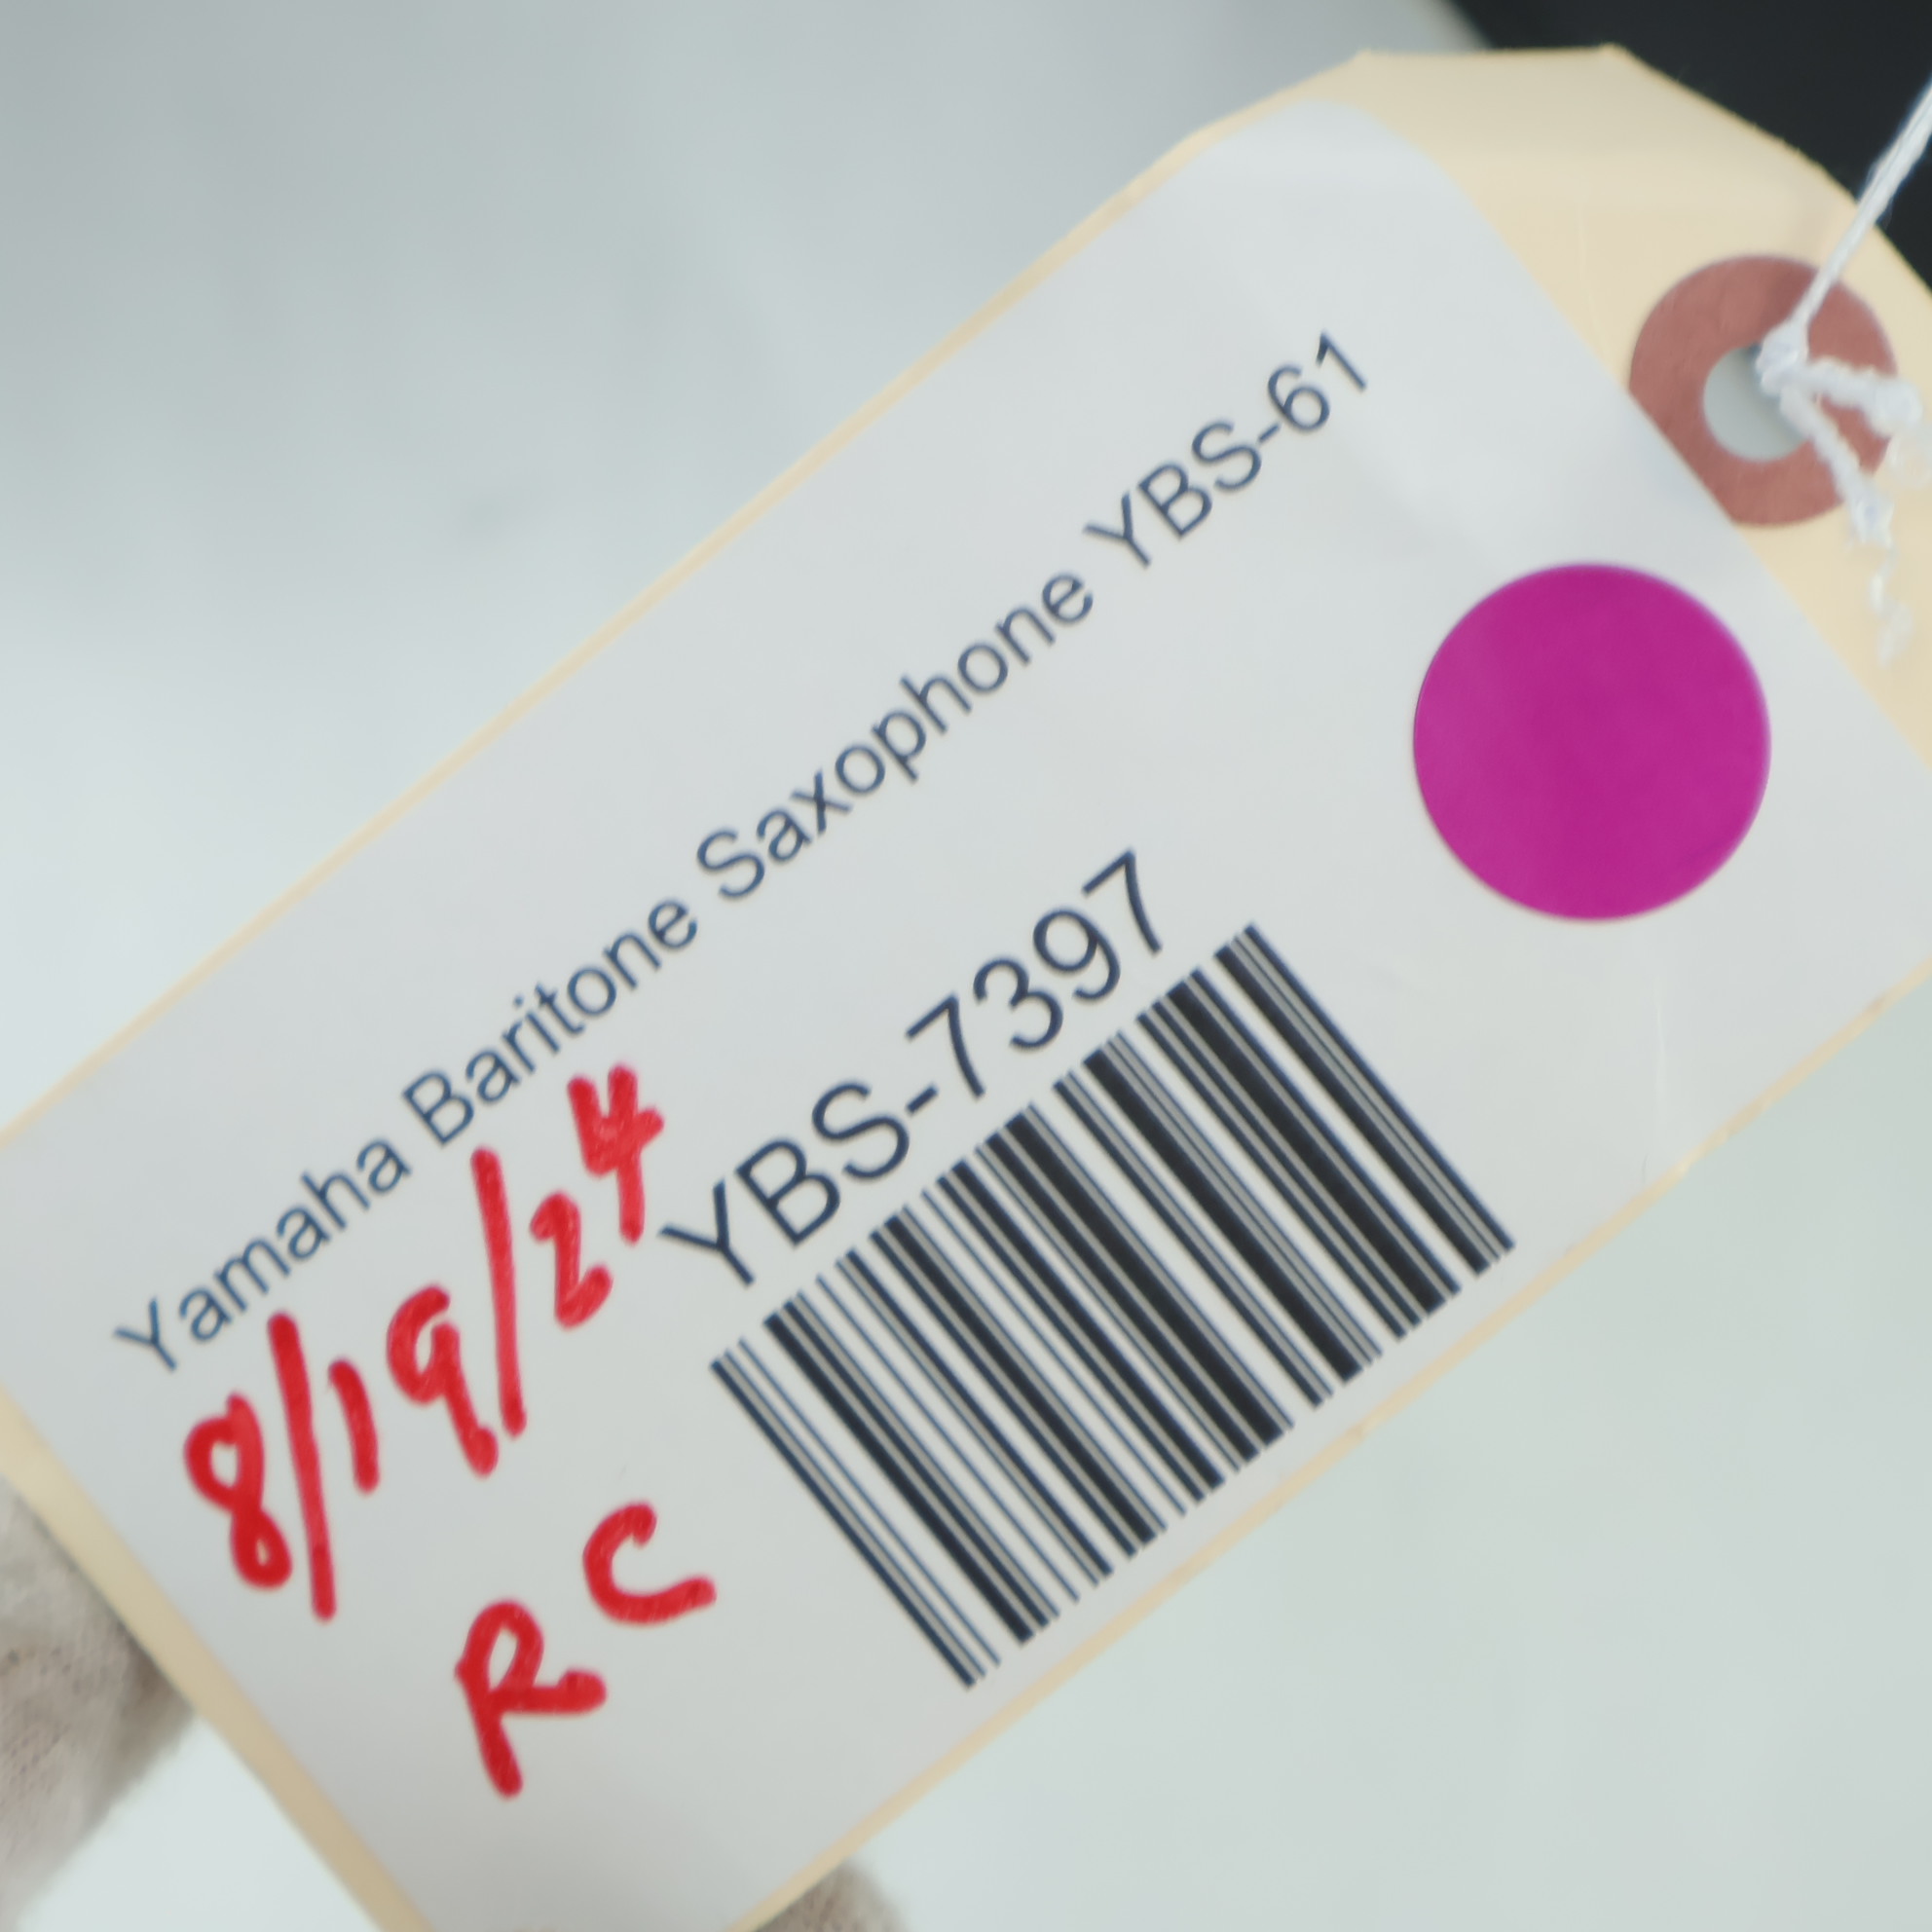 Yamaha Baritone Saxophone YBS-61
YBS-7397
8/19/24
RC